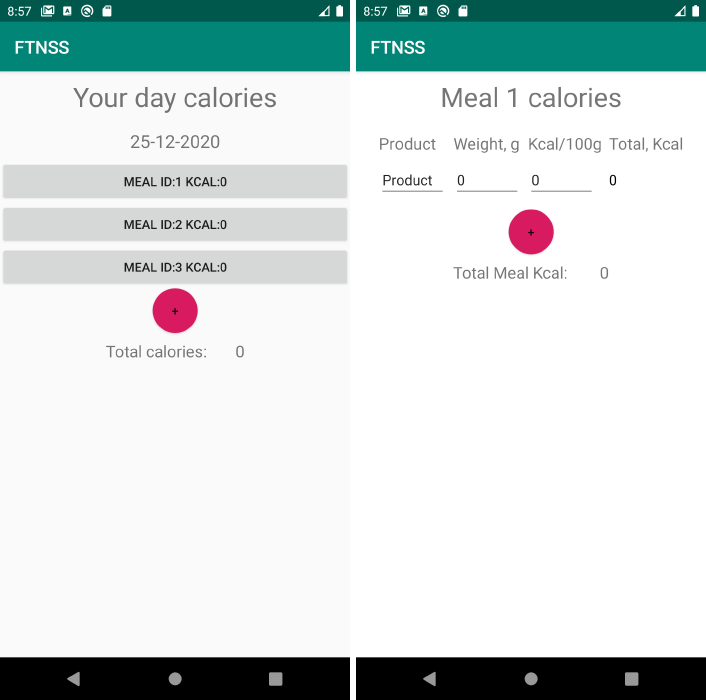 8:57
FTNSS
Your day calories
25-12-2020
MEAL ID:1 KCAL:0
MEAL ID:2 KCAL:0
MEAL ID:3 KCAL:0
+
Total calories: 0
8:57
FTNSS
Meal 1 calories
Product Weight, g Kcal/100g Total, Kcal
Product 0 0 0
+
Total Meal Kcal: 0